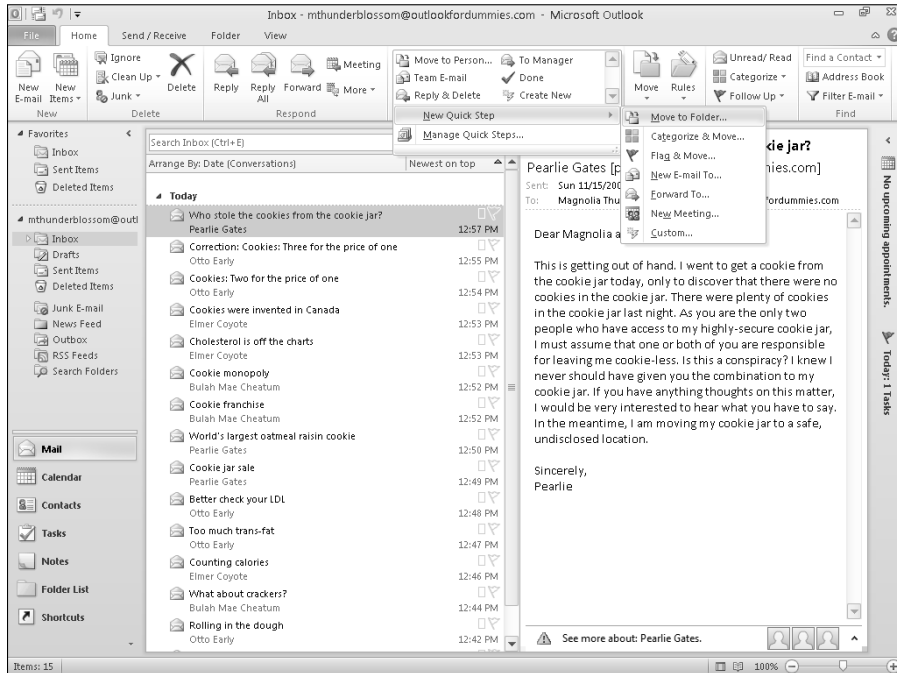 Inbox - mthunderblossom@outlookfordummies.com - Microsoft Outlook
File Home Send / Receive Folder View
New E-mail
New Items
New
Ignore
Clean Up
Junk
Delete
Delete
Reply
Reply All
Forward
Meeting
More
Respond
Move to Person...
Team E-mail
Reply & Delete
To Manager
Done
Create New
New Quick Step
Manage Quick Steps...
Move
Rules
Unread/ Read
Categorize
Follow Up
Find a Contact
Address Book
Filter E-mail
Find
Move to Folder...
Categorize & Move...
Flag & Move...
New E-mail To...
Forward To...
New Meeting...
Custom...
Favorites
Inbox
Sent Items
Deleted Items
mthunderblossom@outl
Inbox
Drafts
Sent Items
Deleted Items
Junk E-mail
News Feed
Outbox
RSS Feeds
Search Folders
Mail
Calendar
Contacts
Tasks
Notes
Folder List
Shortcuts
Search Inbox (Ctrl+E)
Arrange By: Date (Conversations) Newest on top
Today
Who stole the cookies from the cookie jar?
Pearlie Gates 12:57 PM
Correction: Cookies: Three for the price of one
Otto Early 12:55 PM
Cookies: Two for the price of one
Otto Early 12:54 PM
Cookies were invented in Canada
Elmer Coyote 12:53 PM
Cholesterol is off the charts
Elmer Coyote 12:53 PM
Cookie monopoly
Bulah Mae Cheatum 12:52 PM
Cookie franchise
Bulah Mae Cheatum 12:52 PM
World's largest oatmeal raisin cookie
Pearlie Gates 12:50 PM
Cookie jar sale
Pearlie Gates 12:49 PM
Better check your LDL
Otto Early 12:48 PM
Too much trans-fat
Otto Early 12:47 PM
Counting calories
Elmer Coyote 12:46 PM
What about crackers?
Bulah Mae Cheatum 12:44 PM
Rolling in the dough
Otto Early 12:42 PM
kie jar?
Pearlie Gates [p nies.com]
Sent: Sun 11/15/200
To: Magnolia Thu fordummies.com
Dear Magnolia a
This is getting out of hand. I went to get a cookie from
the cookie jar today, only to discover that there were no
cookies in the cookie jar. There were plenty of cookies
in the cookie jar last night. As you are the only two
people who have access to my highly-secure cookie jar,
I must assume that one or both of you are responsible
for leaving me cookie-less. Is this a conspiracy? I knew I
never should have given you the combination to my
cookie jar. If you have anything thoughts on this matter,
I would be very interested to hear what you have to say.
In the meantime, I am moving my cookie jar to a safe,
undisclosed location.
Sincerely,
Pearlie
See more about: Pearlie Gates.
No upcoming appointments.
Today: 1 Tasks
Items: 15
100%